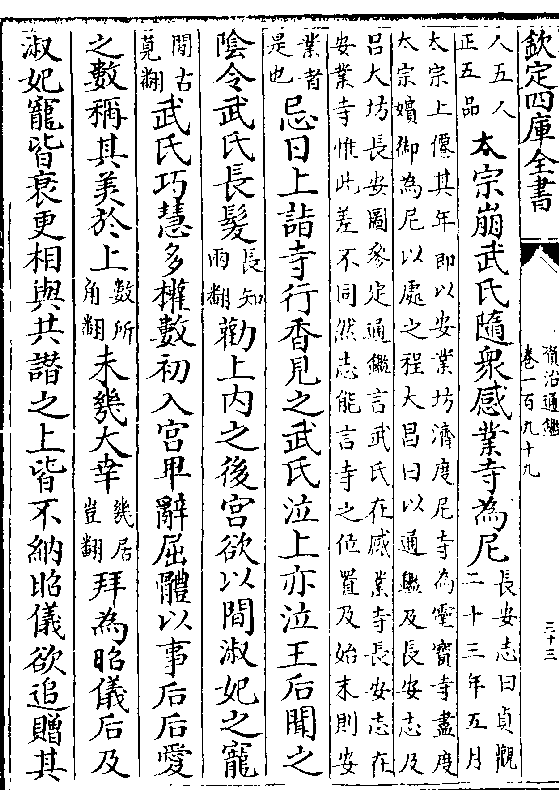 欽定四庫全書
資治通鑑
卷一百九十九
三十三
人五人
正五品
太宗崩武氏隨衆感業寺為尼
長安志曰貞觀
二十三年五月
太宗上僊其年即以安業坊濟度尼寺為靈寶寺盡度
太宗嬪御為尼以處之程大昌曰以通鑑及長安志及
吕大坊長安圖參定通鑑言武氏在感業寺長安志在
安業寺惟此差不同然志能言寺之位置及始末則安
業者
是也
忌日上詣寺行香見之武氏泣上亦泣王后聞之
陰令武氏長髮
長知
雨翻
勸上内之後宮欲以間淑妃之寵
間古
莧翻
武氏巧慧多權數初入宮卑辭屈體以事后后愛
之數稱其美於上
數所
角翻
未幾大幸
幾居
豈翻
拜為昭儀后及
淑妃寵皆衰更相與共譖之上皆不納昭儀欲追贈其